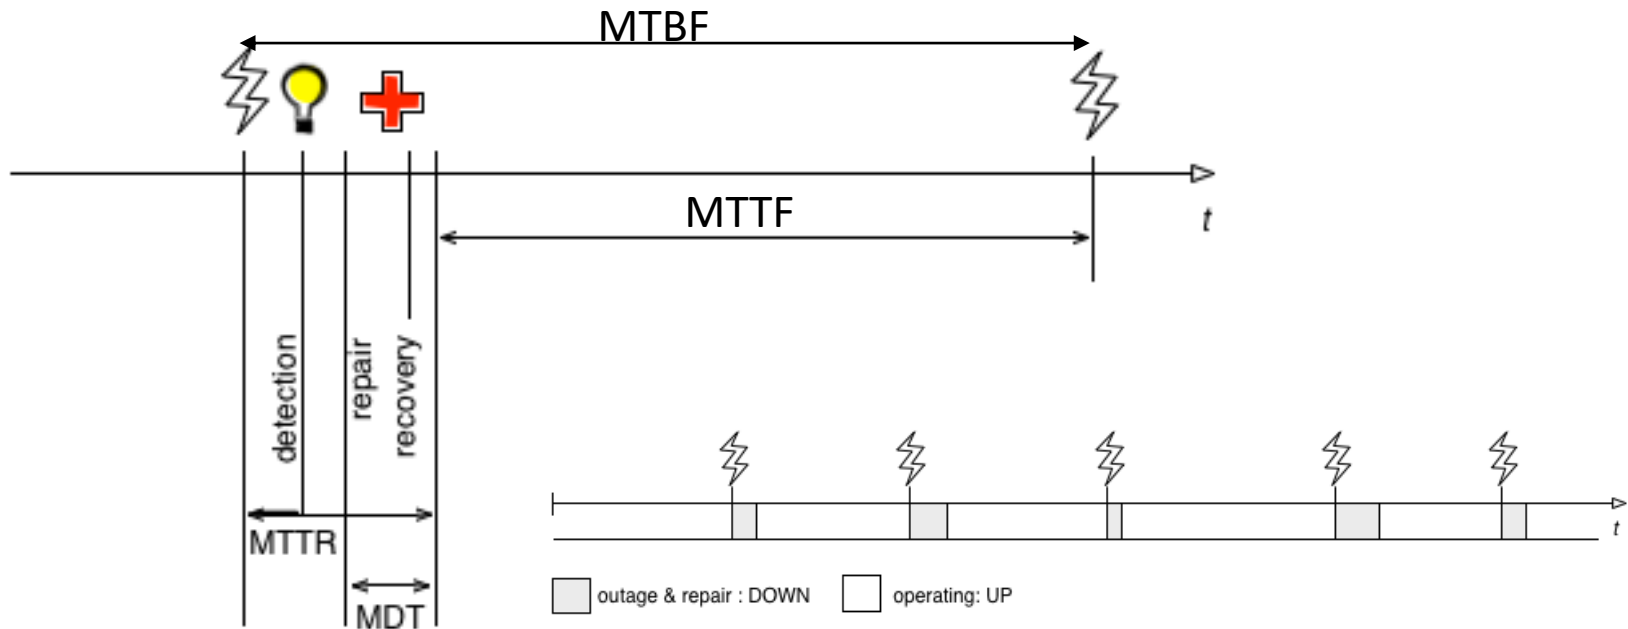 MTBF
MTTF
t
detection
repair
recovery
MTTR
MDT
t
outage & repair : DOWN
operating: UP